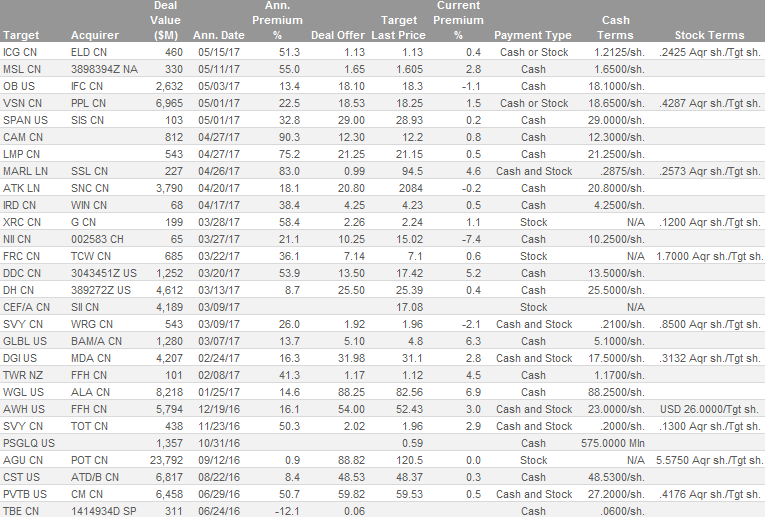 Deal Ann. Current
Value Premium Target Premium Cash
Target Acquirer ($M) Ann. Date % Deal Offer Last Price % Payment Type Terms Stock Terms
ICG CN ELD CN 460 05/15/17 51.3 1.13 1.13 0.4 Cash or Stock 1.2125/sh. .2425 Aqr sh./Tgt sh.
MSL CN 3898394Z NA 330 05/11/17 55.0 1.65 1.605 2.8 Cash 1.6500/sh.
OB US IFC CN 2,632 05/03/17 13.4 18.10 18.3 -1.1 Cash 18.1000/sh.
VSN CN PPL CN 6,965 05/01/17 22.5 18.53 18.25 1.5 Cash or Stock 18.6500/sh. .4287 Aqr sh./Tgt sh.
SPAN US SIS CN 103 05/01/17 32.8 29.00 28.93 0.2 Cash 29.0000/sh.
CAM CN 812 04/27/17 90.3 12.30 12.2 0.8 Cash 12.3000/sh.
LMP CN 543 04/27/17 75.2 21.25 21.15 0.5 Cash 21.2500/sh.
MARL LN SSL CN 227 04/26/17 83.0 0.99 94.5 4.6 Cash and Stock .2875/sh. .2573 Aqr sh./Tgt sh.
ATK LN SNC CN 3,790 04/20/17 18.1 20.80 2084 -0.2 Cash 20.8000/sh.
IRD CN WIN CN 68 04/17/17 38.4 4.25 4.23 0.5 Cash 4.2500/sh.
XRC CN G CN 199 03/28/17 58.4 2.26 2.24 1.1 Stock N/A .1200 Aqr sh./Tgt sh.
NII CN 002583 CH 65 03/27/17 21.1 10.25 15.02 -7.4 Cash 10.2500/sh.
FRC CN TCW CN 685 03/22/17 36.1 7.14 7.1 0.6 Stock N/A 1.7000 Aqr sh./Tgt sh.
DDC CN 3043451Z US 1,252 03/20/17 53.9 13.50 17.42 5.2 Cash 13.5000/sh.
DH CN 389272Z US 4,612 03/13/17 8.7 25.50 25.39 0.4 Cash 25.5000/sh.
CEF/A CN SII CN 4,189 03/09/17 17.08 Stock N/A
SVY CN WRG CN 543 03/09/17 26.0 1.92 1.96 -2.1 Cash and Stock .2100/sh. .8500 Aqr sh./Tgt sh.
GLBL US BAM/A CN 1,280 03/07/17 13.7 5.10 4.8 6.3 Cash 5.1000/sh.
DGI US MDA CN 4,207 02/24/17 16.3 31.98 31.1 2.8 Cash and Stock 17.5000/sh. .3132 Aqr sh./Tgt sh.
TWR NZ FFH CN 101 02/08/17 41.3 1.17 1.12 4.5 Cash 1.1700/sh.
WGL US ALA CN 8,218 01/25/17 14.6 88.25 82.56 6.9 Cash 88.2500/sh.
AWH US FFH CN 5,794 12/19/16 16.1 54.00 52.43 3.0 Cash and Stock 23.0000/sh. USD 26.0000/Tgt sh.
SVY CN TOT CN 438 11/23/16 50.3 2.02 1.96 2.9 Cash and Stock .2000/sh. .1300 Aqr sh./Tgt sh.
PSGLQ US 1,357 10/31/16 0.59 Cash 575.0000 Mln
AGU CN POT CN 23,792 09/12/16 0.9 88.82 120.5 0.0 Stock N/A 5.5750 Aqr sh./Tgt sh.
CST US ATD/B CN 6,817 08/22/16 8.4 48.53 48.37 0.3 Cash 48.5300/sh.
PVTB US CM CN 6,458 06/29/16 50.7 59.82 59.53 0.5 Cash and Stock 27.2000/sh. .4176 Aqr sh./Tgt sh.
TBE CN 1414934D SP 311 06/24/16 -12.1 0.06 Cash .0600/sh.